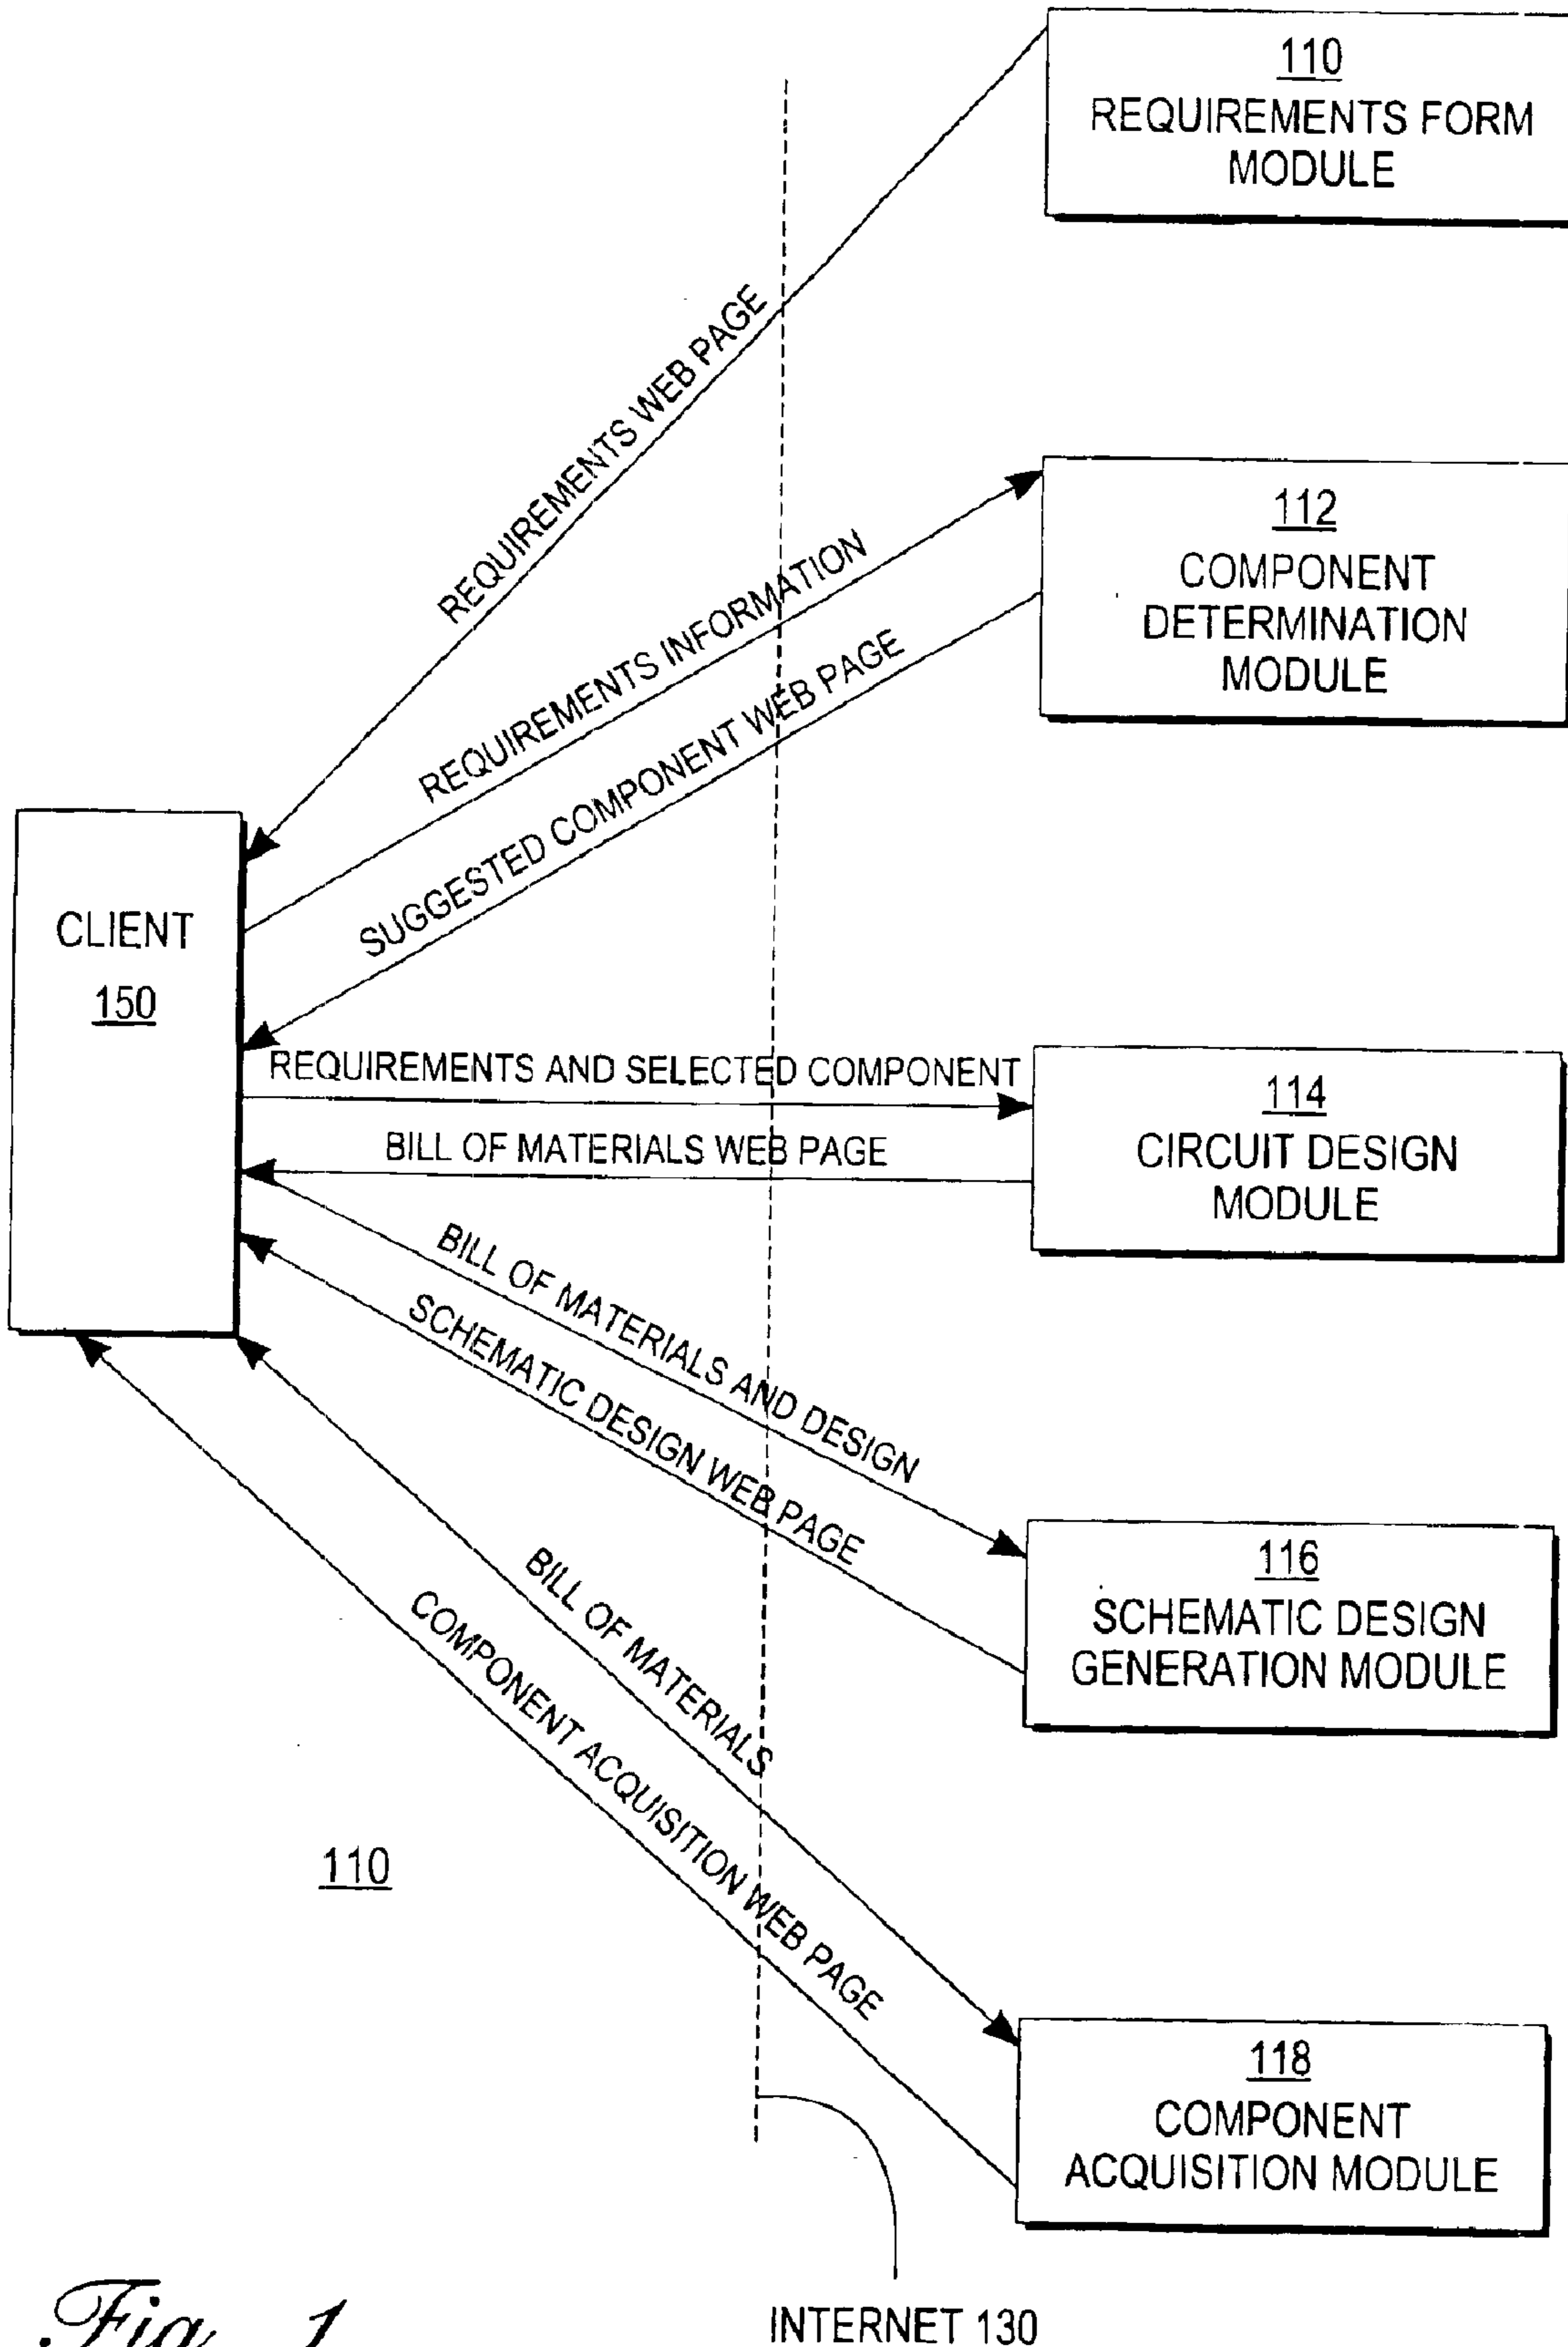 110
REQUIREMENTS FORM
MODULE
REQUIREMENTS WEB PAGE
112
COMPONENT
DETERMINATION
MODULE
REQUIREMENTS INFORMATION
SUGGESTED COMPONENT WEB PAGE
CLIENT
150
REQUIREMENTS AND SELECTED COMPONENT
114
CIRCUIT DESIGN
MODULE
BILL OF MATERIALS WEB PAGE
BILL OF MATERIALS AND DESIGN
SCHEMATIC DESIGN WEB PAGE
116
SCHEMATIC DESIGN
GENERATION MODULE
BILL OF MATERIALS
COMPONENT ACQUISITION WEB PAGE
110
118
COMPONENT
ACQUISITION MODULE
INTERNET 130
Fig. 1